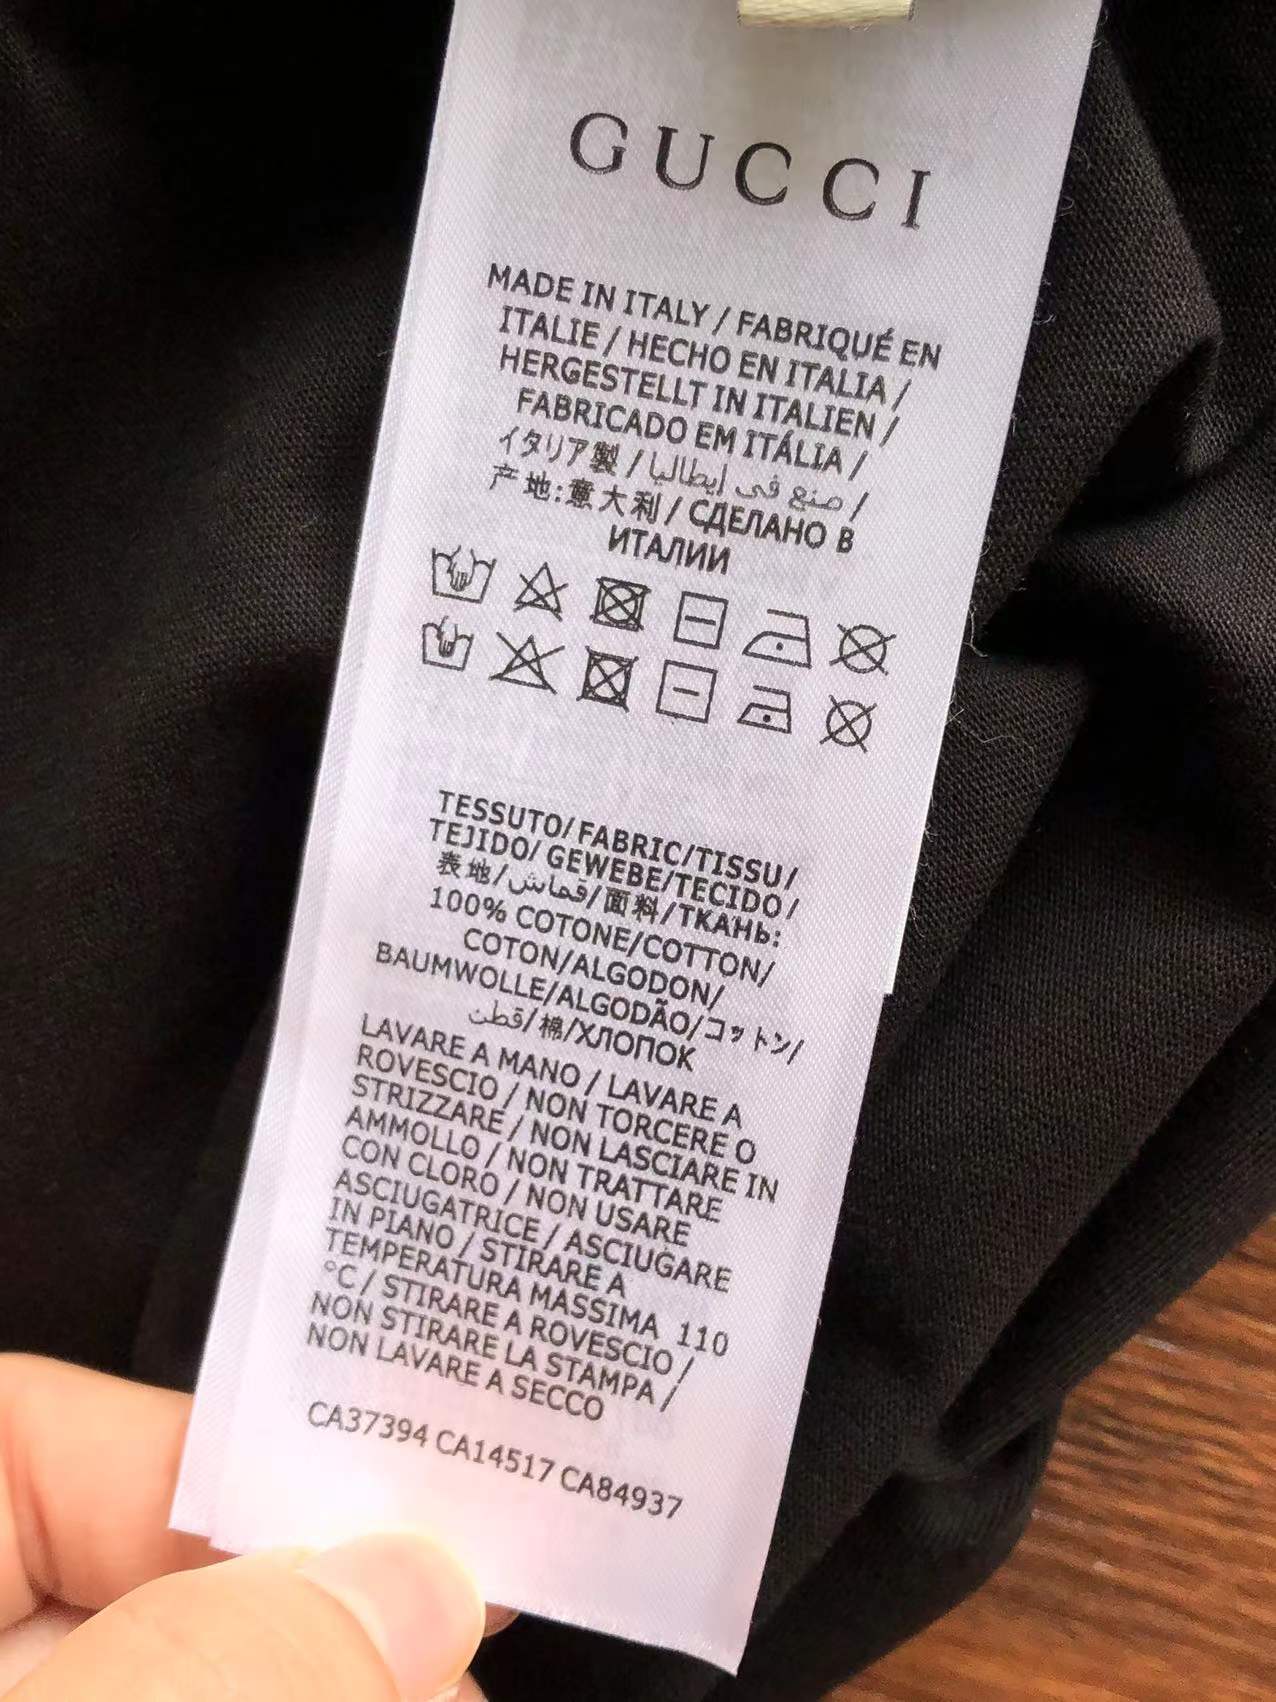 GUCCI
MADE IN ITALY / FABRIQUÉ EN
ITALIE / HECHO EN ITALIA /
HERGESTELLT IN ITALIEN /
FABRICADO EM ITÁLIA /
イタリア製 / صنع في إيطاليا /
产地:意大利 / СДЕЛАНО В
ИТАЛИИ
TESSUTO/FABRIC/TISSU/
TEJIDO/ GEWEBE/TECIDO/
表地/قماش/面料/ТКАНЬ:
100% COTONE/COTTON/
COTON/ALGODON/
BAUMWOLLE/ALGODÃO/コットン/
قطن/棉/ХЛОПОК
LAVARE A MANO / LAVARE A
ROVESCIO / NON TORCERE O
STRIZZARE / NON LASCIARE IN
AMMOLLO / NON TRATTARE
CON CLORO / NON USARE
ASCIUGATRICE / ASCIUGARE
IN PIANO / STIRARE A
TEMPERATURA MASSIMA 110
°C / STIRARE A ROVESCIO /
NON STIRARE LA STAMPA /
NON LAVARE A SECCO
CA37394 CA14517 CA84937